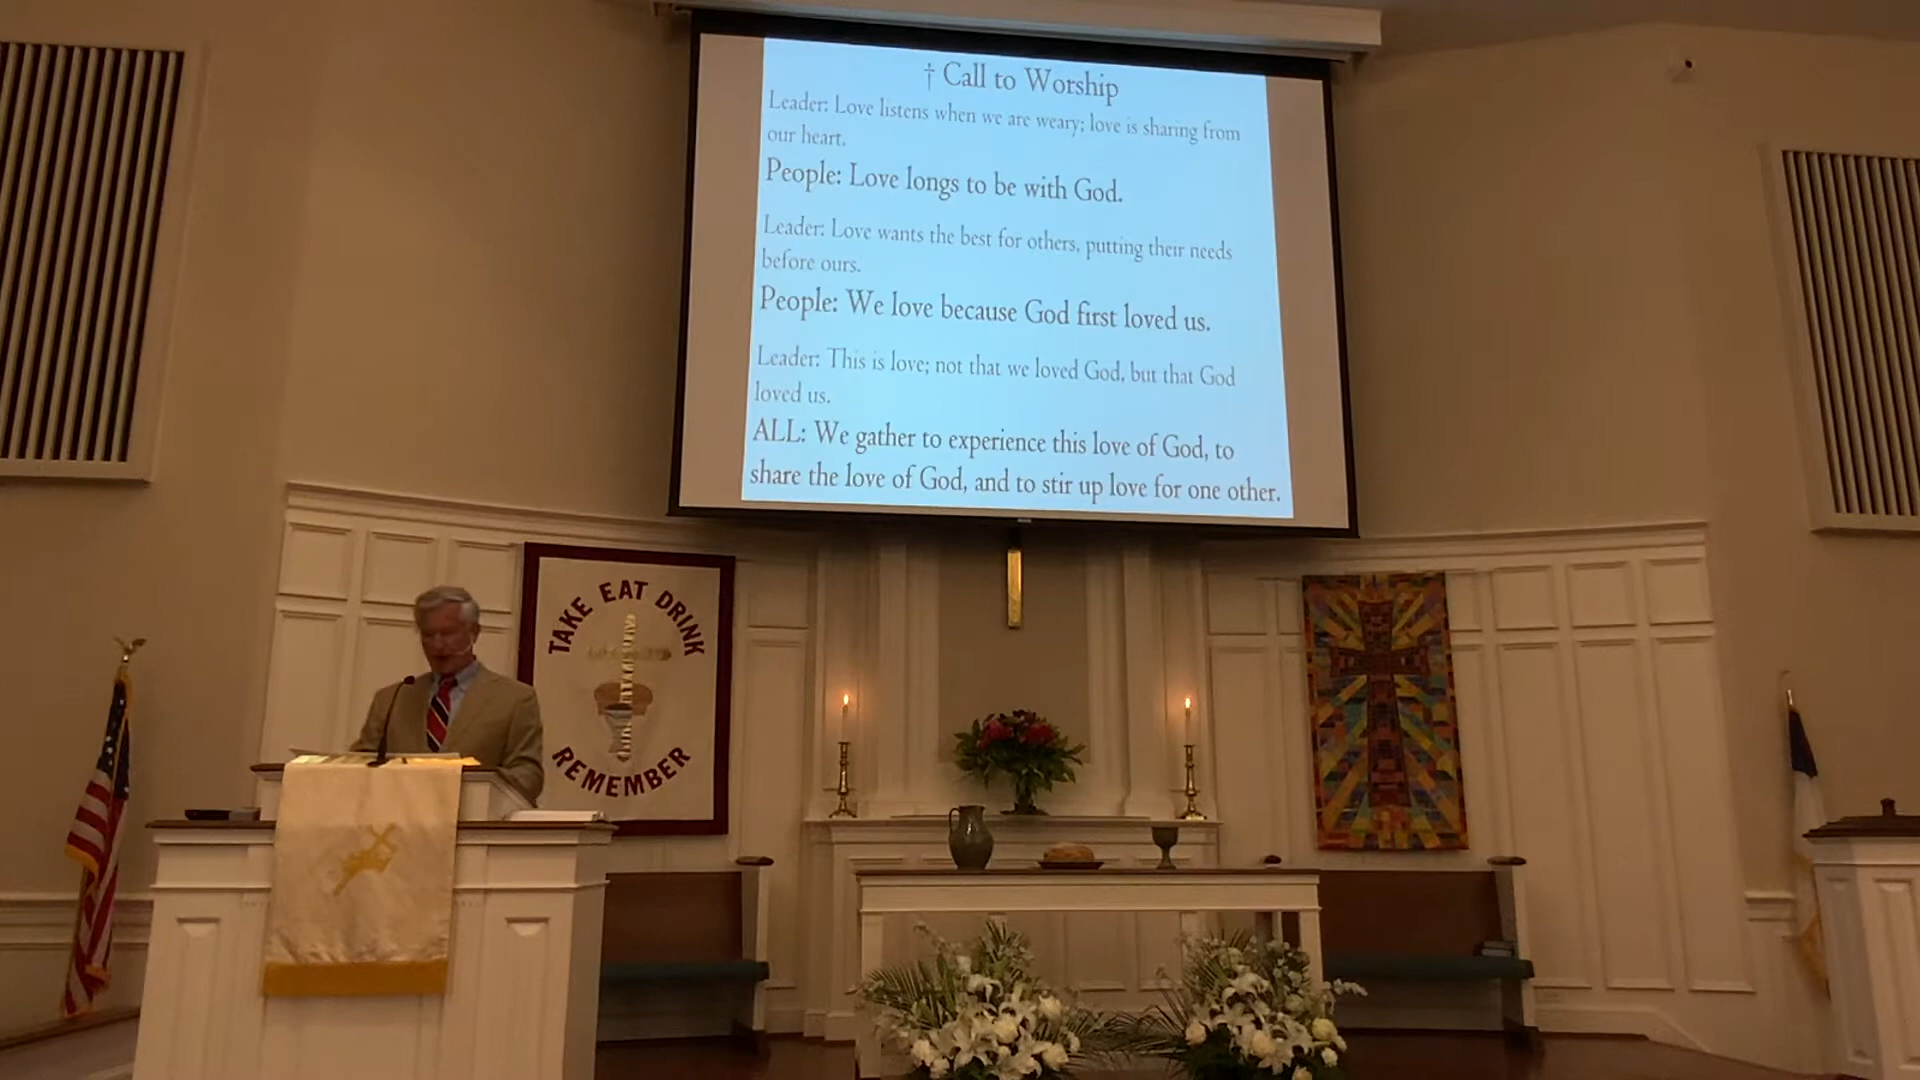 † Call to Worship
Leader: Love listens when we are weary; love is sharing from
our heart.
People: Love longs to be with God.
Leader: Love wants the best for others, putting their needs
before ours.
People: We love because God first loved us.
Leader: This is love; not that we loved God, but that God
loved us.
ALL: We gather to experience this love of God, to
share the love of God, and to stir up love for one other.
TAKE EAT DRINK
REMEMBER